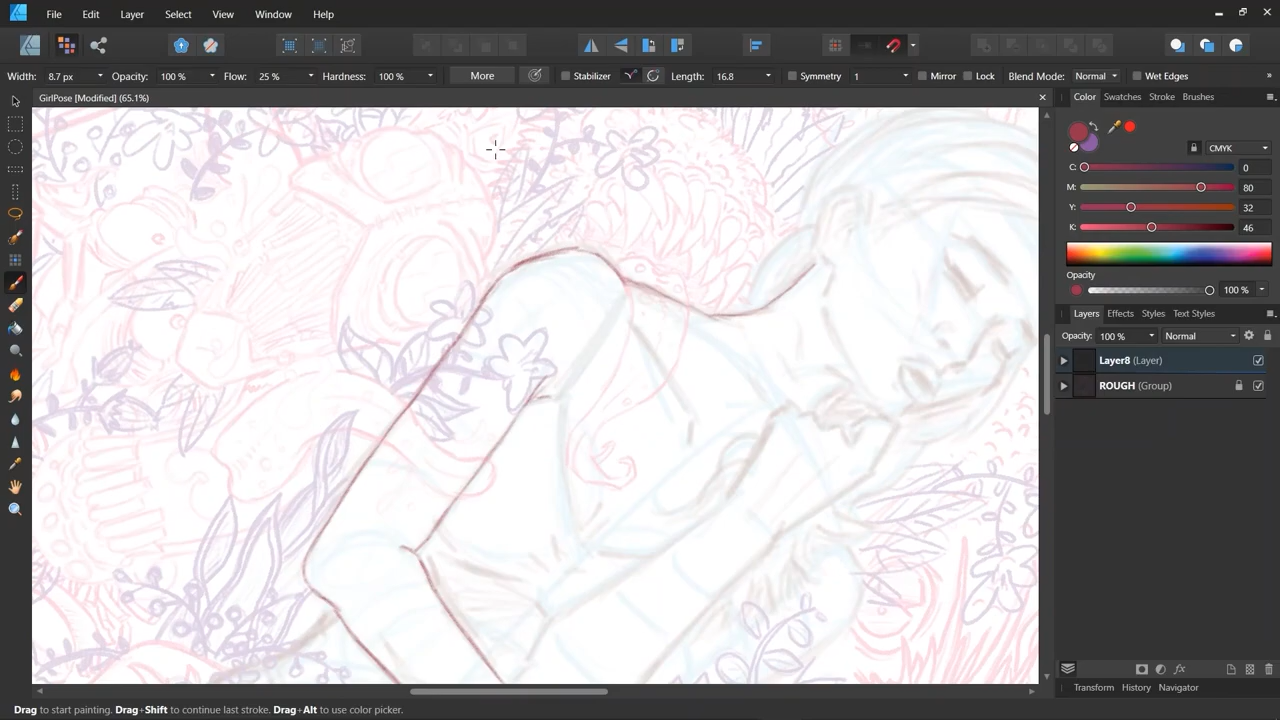 File Edit Layer Select View Window Help
Width: 8.7 px Opacity: 100 % Flow: 25 % Hardness: 100 % More Stabilizer Length: 16.8 Symmetry 1 Mirror Lock Blend Mode: Normal Wet Edges »
GirlPose [Modified] (65.1%)
Color Swatches Stroke Brushes
CMYK
C: 0
M: 80
Y: 32
K: 46
Opacity
100 %
Layers Effects Styles Text Styles
Opacity: 100 % Normal
Layer8 (Layer)
ROUGH (Group)
fx
Transform History Navigator
Drag to start painting. Drag+Shift to continue last stroke. Drag+Alt to use color picker.